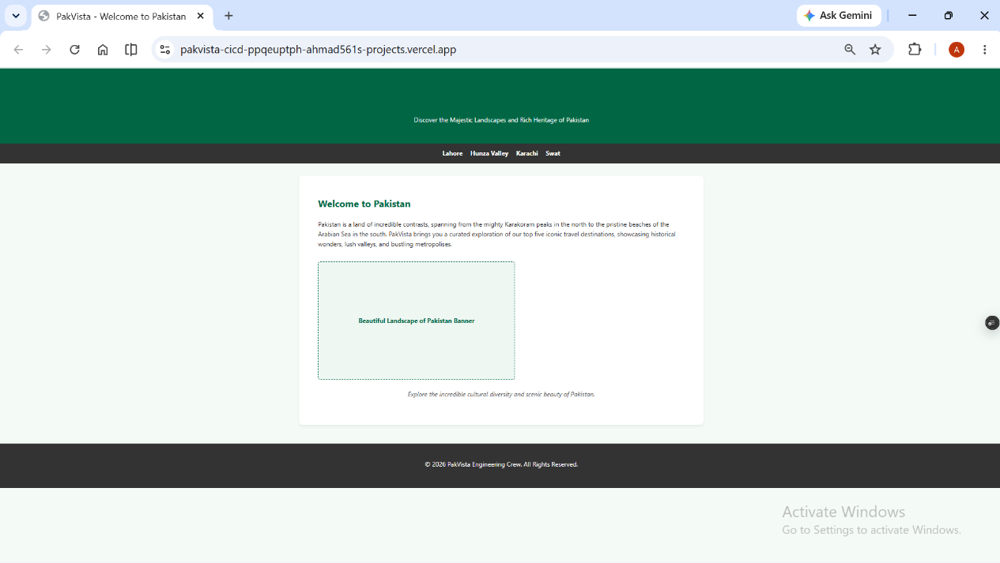 PakVista - Welcome to Pakistan
Ask Gemini
pakvista-cicd-ppqeuptph-ahmad561s-projects.vercel.app
A
Discover the Majestic Landscapes and Rich Heritage of Pakistan
Lahore Hunza Valley Karachi Swat
Welcome to Pakistan
Pakistan is a land of incredible contrasts, spanning from the mighty Karakoram peaks in the north to the pristine beaches of the
Arabian Sea in the south. PakVista brings you a curated exploration of our top five iconic travel destinations, showcasing historical
wonders, lush valleys, and bustling metropolises.
Beautiful Landscape of Pakistan Banner
Explore the incredible cultural diversity and scenic beauty of Pakistan.
© 2026 PakVista Engineering Crew. All Rights Reserved.
Activate Windows
Go to Settings to activate Windows.